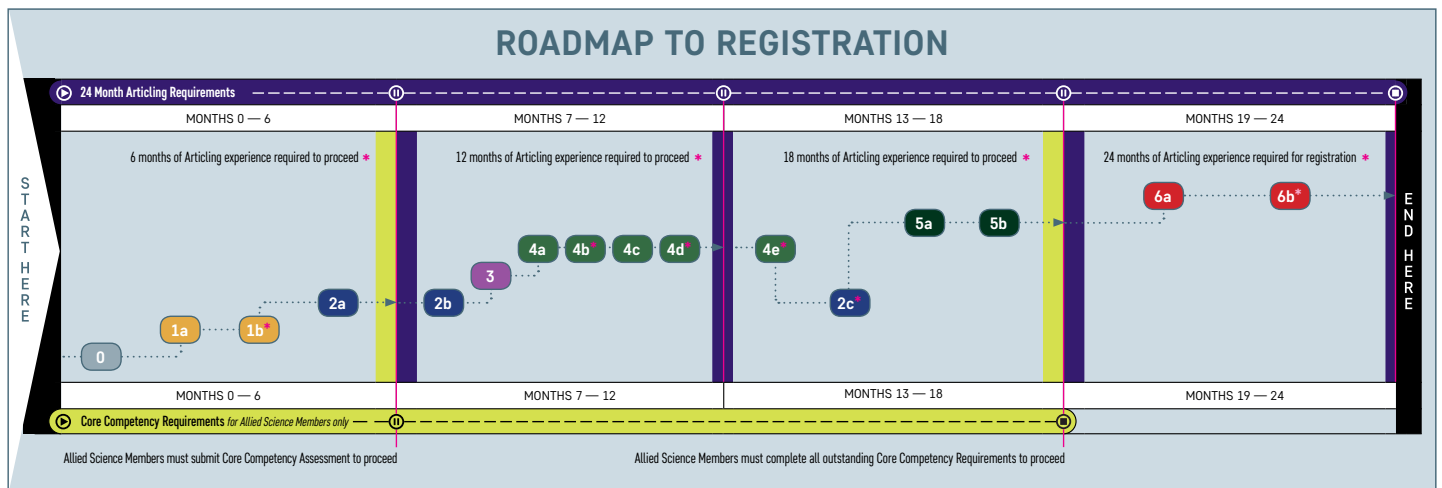 ROADMAP TO REGISTRATION
24 Month Articling Requirements
MONTHS 0 — 6
MONTHS 7 — 12
MONTHS 13 — 18
MONTHS 19 — 24
6 months of Articling experience required to proceed *
12 months of Articling experience required to proceed *
18 months of Articling experience required to proceed *
24 months of Articling experience required for registration *
START HERE
0
1a
1b*
2a
2b
3
4a
4b*
4c
4d*
4e*
2c*
5a
5b
6a
6b*
END HERE
MONTHS 0 — 6
MONTHS 7 — 12
MONTHS 13 — 18
MONTHS 19 — 24
Core Competency Requirements for Allied Science Members only
Allied Science Members must submit Core Competency Assessment to proceed
Allied Science Members must complete all outstanding Core Competency Requirements to proceed